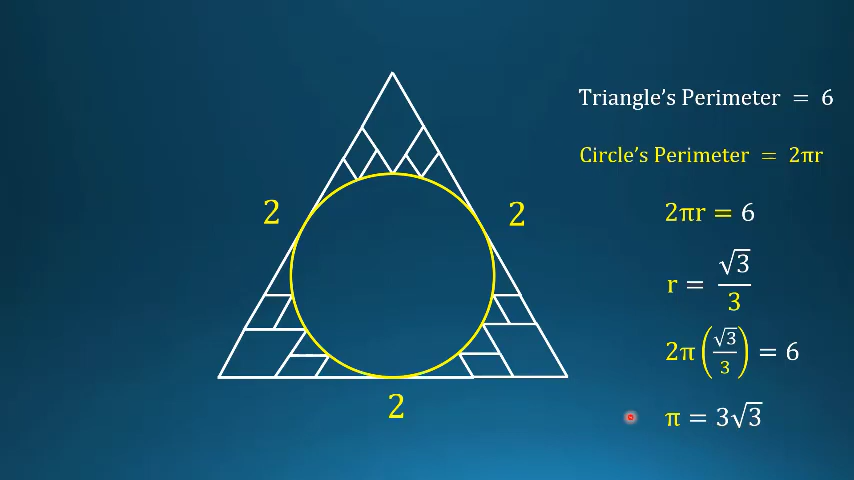 Triangle's Perimeter = 6
Circle's Perimeter = 2πr
2
2
2πr = 6
r = √3/3
2π(√3/3) = 6
2
π = 3√3